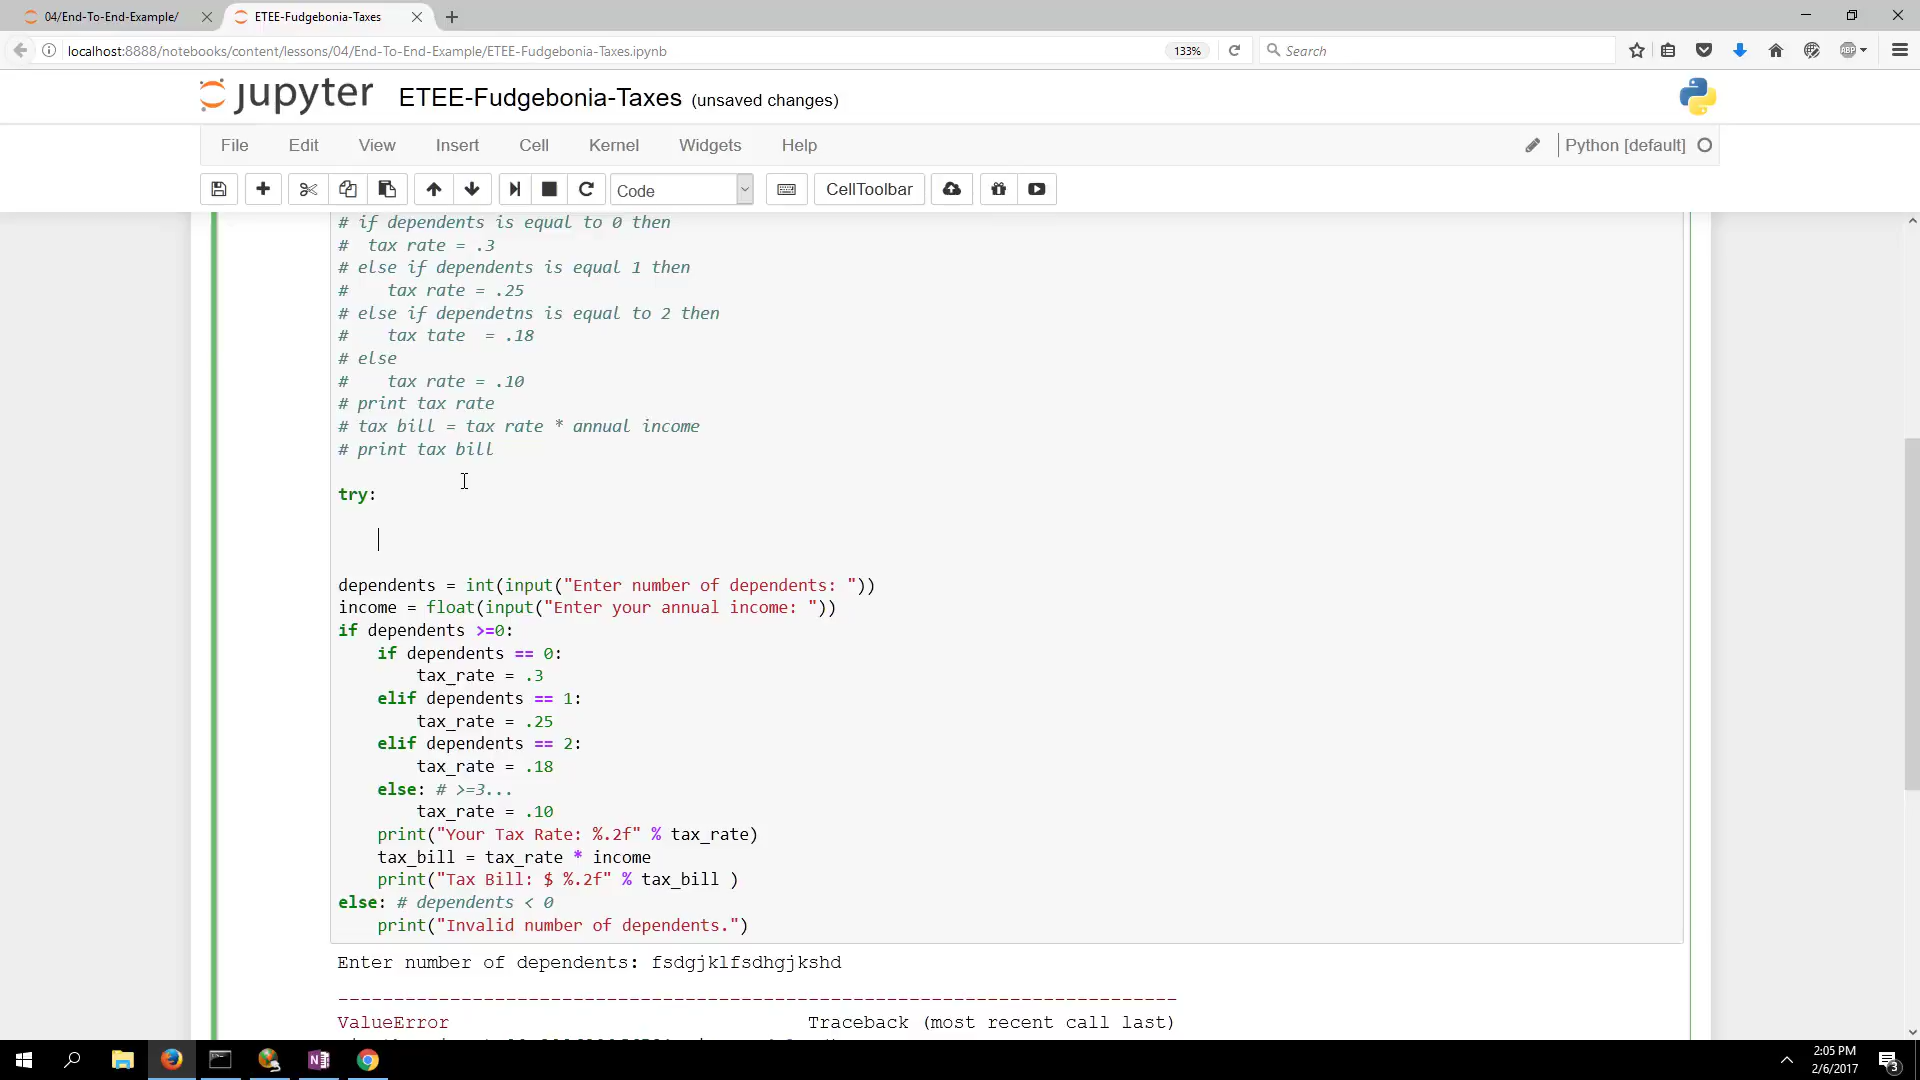 04/End-To-End-Example/
ETEE-Fudgebonia-Taxes
localhost:8888/notebooks/content/lessons/04/End-To-End-Example/ETEE-Fudgebonia-Taxes.ipynb
133%
Search
ABP
jupyter ETEE-Fudgebonia-Taxes (unsaved changes)
File Edit View Insert Cell Kernel Widgets Help
Python [default]
Code
CellToolbar
# if dependents is equal to 0 then
#  tax rate = .3
# else if dependents is equal 1 then
#    tax rate = .25
# else if dependetns is equal to 2 then
#    tax tate  = .18
# else
#    tax rate = .10
# print tax rate
# tax bill = tax rate * annual income
# print tax bill
try:
dependents = int(input("Enter number of dependents: "))
income = float(input("Enter your annual income: "))
if dependents >=0:
    if dependents == 0:
        tax_rate = .3
    elif dependents == 1:
        tax_rate = .25
    elif dependents == 2:
        tax_rate = .18
    else: # >=3...
        tax_rate = .10
    print("Your Tax Rate: %.2f" % tax_rate)
    tax_bill = tax_rate * income
    print("Tax Bill: $ %.2f" % tax_bill )
else: # dependents < 0
    print("Invalid number of dependents.")
Enter number of dependents: fsdgjklfsdhgjkshd
---------------------------------------------------------------------------
ValueError                                Traceback (most recent call last)
2:05 PM
2/6/2017
3